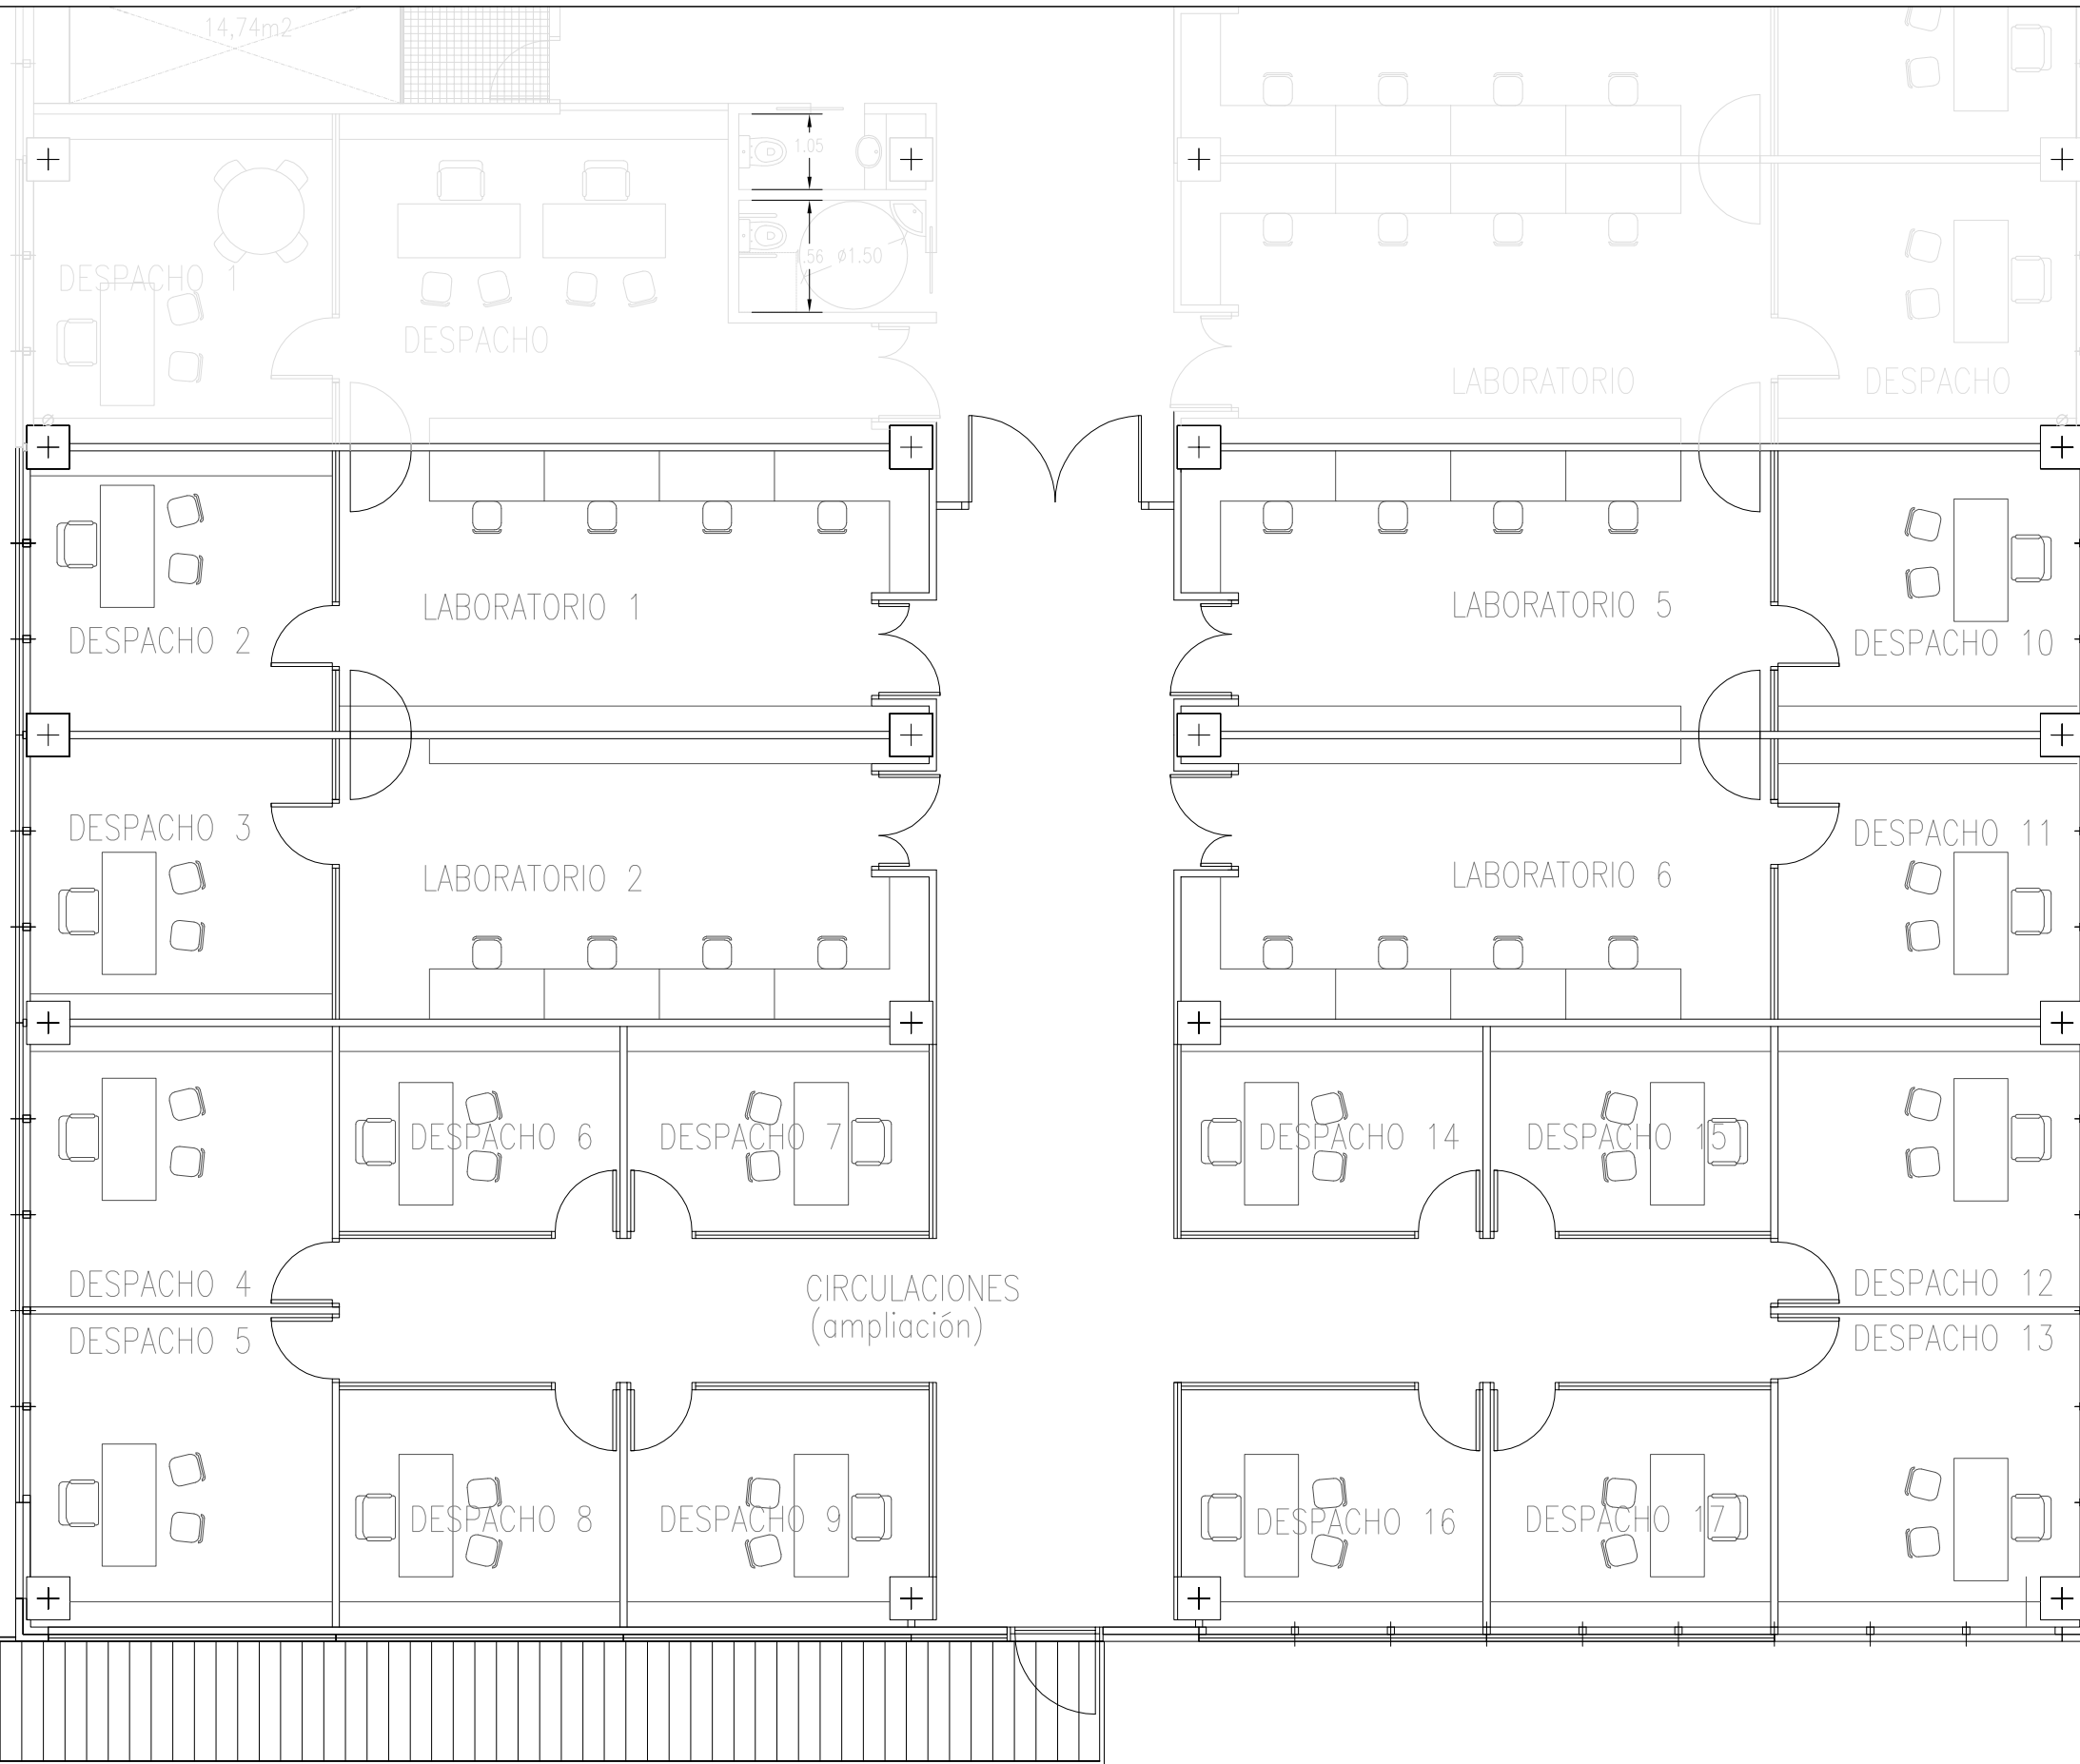 14,74m2
1.05
.56
ø1.50
DESPACHO 1
DESPACHO
LABORATORIO
DESPACHO
LABORATORIO 1
LABORATORIO 5
DESPACHO 2
DESPACHO 10
DESPACHO 3
DESPACHO 11
LABORATORIO 2
LABORATORIO 6
DESPACHO 6
DESPACHO 7
DESPACHO 14
DESPACHO 15
DESPACHO 4
CIRCULACIONES
(ampliación)
DESPACHO 12
DESPACHO 5
DESPACHO 13
DESPACHO 8
DESPACHO 9
DESPACHO 16
DESPACHO 17